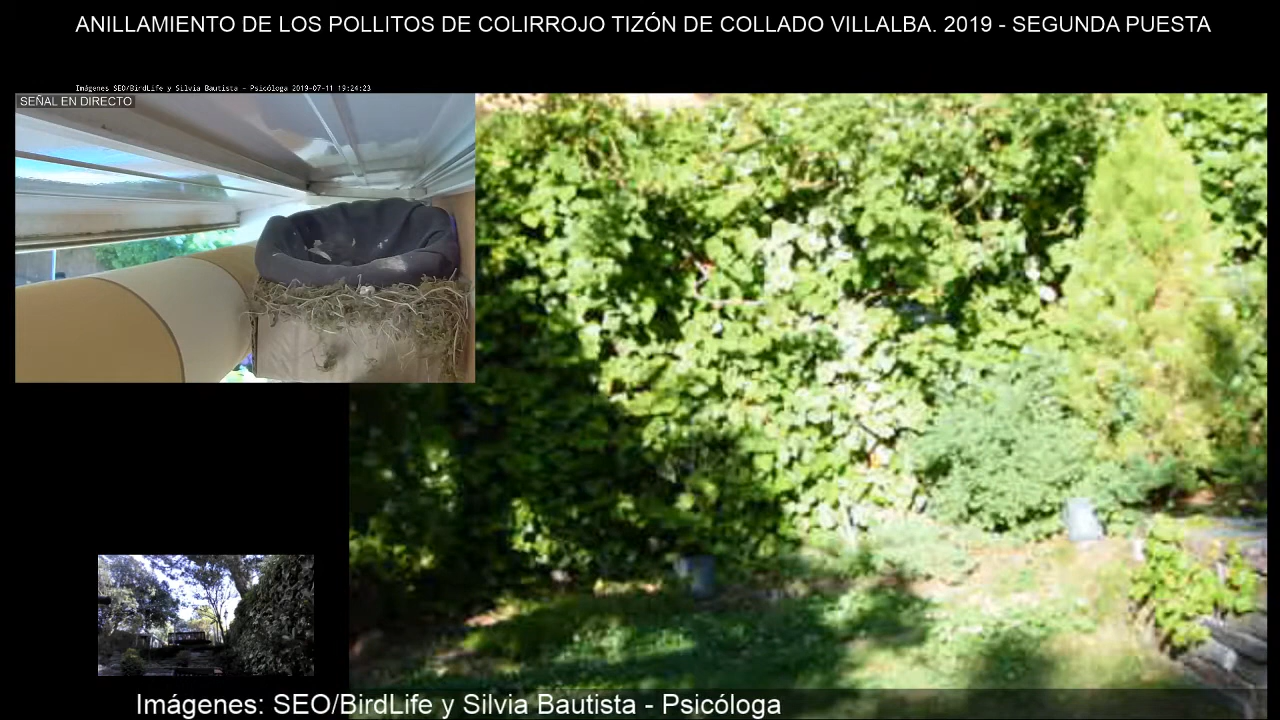 ANILLAMIENTO DE LOS POLLITOS DE COLIRROJO TIZÓN DE COLLADO VILLALBA. 2019 - SEGUNDA PUESTA
Imágenes SEO/BirdLife y Silvia Bautista - Psicóloga 2019-07-11 19:24:23
SEÑAL EN DIRECTO
Imágenes: SEO/BirdLife y Silvia Bautista - Psicóloga